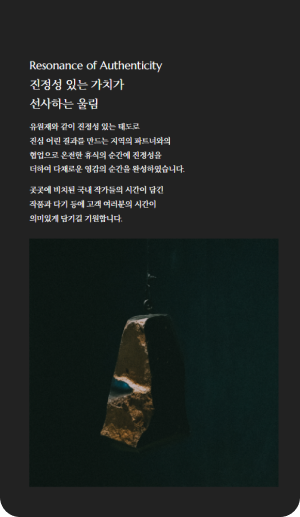 Resonance of Authenticity
진정성 있는 가치가
선사하는 울림
유원재와 같이 진정성 있는 태도로
진심 어린 결과를 만드는 지역의 파트너와의
협업으로 온전한 휴식의 순간에 진정성을
더하여 다채로운 영감의 순간을 완성하였습니다.
곳곳에 비치된 국내 작가들의 시간이 담긴
작품과 다기 등에 고객 여러분의 시간이
의미있게 담기길 기원합니다.